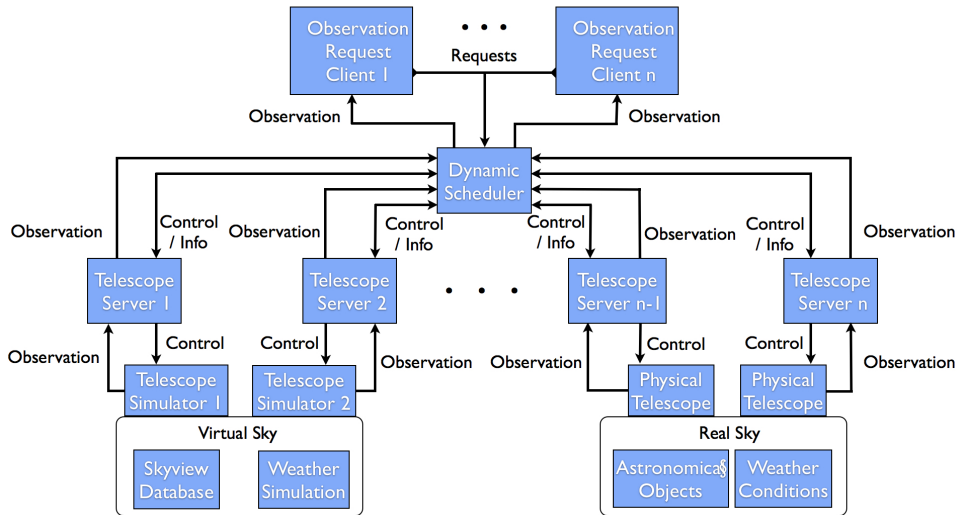 Observation
Request
Client 1
• • •
Requests
Observation
Request
Client n
Observation
Observation
Dynamic
Scheduler
Observation
Control
/ Info
Observation
Control
/ Info
Control
/ Info
Observation
Control
/ Info
Observation
Telescope
Server 1
Telescope
Server 2
• • •
Telescope
Server n-1
Telescope
Server n
Observation
Control
Control
Observation
Observation
Control
Control
Observation
Telescope
Simulator 1
Telescope
Simulator 2
Physical
Telescope
Physical
Telescope
Virtual Sky
Real Sky
Skyview
Database
Weather
Simulation
Astronomica§
Objects
Weather
Conditions